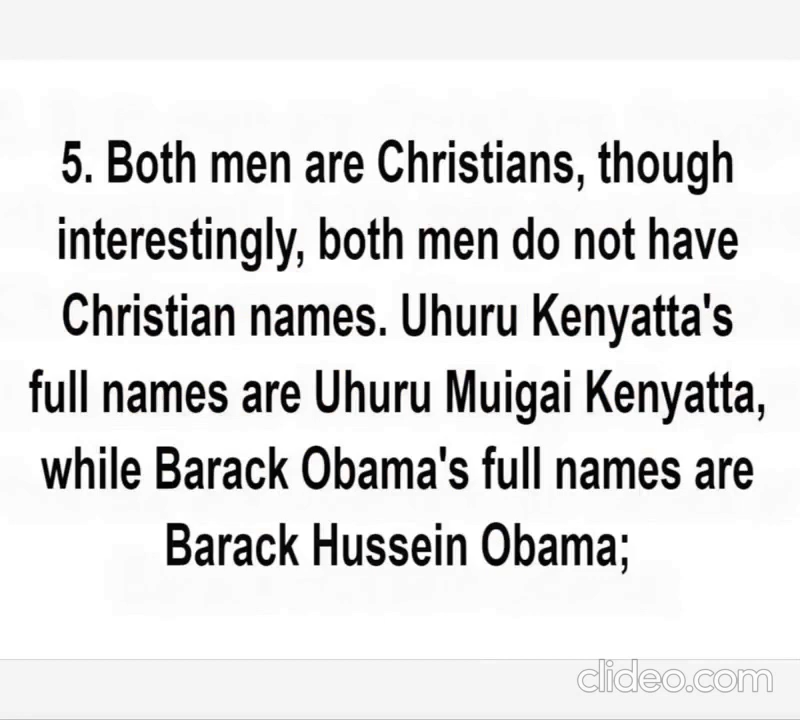 5. Both men are Christians, though
interestingly, both men do not have
Christian names. Uhuru Kenyatta's
full names are Uhuru Muigai Kenyatta,
while Barack Obama's full names are
Barack Hussein Obama;
clideo.com